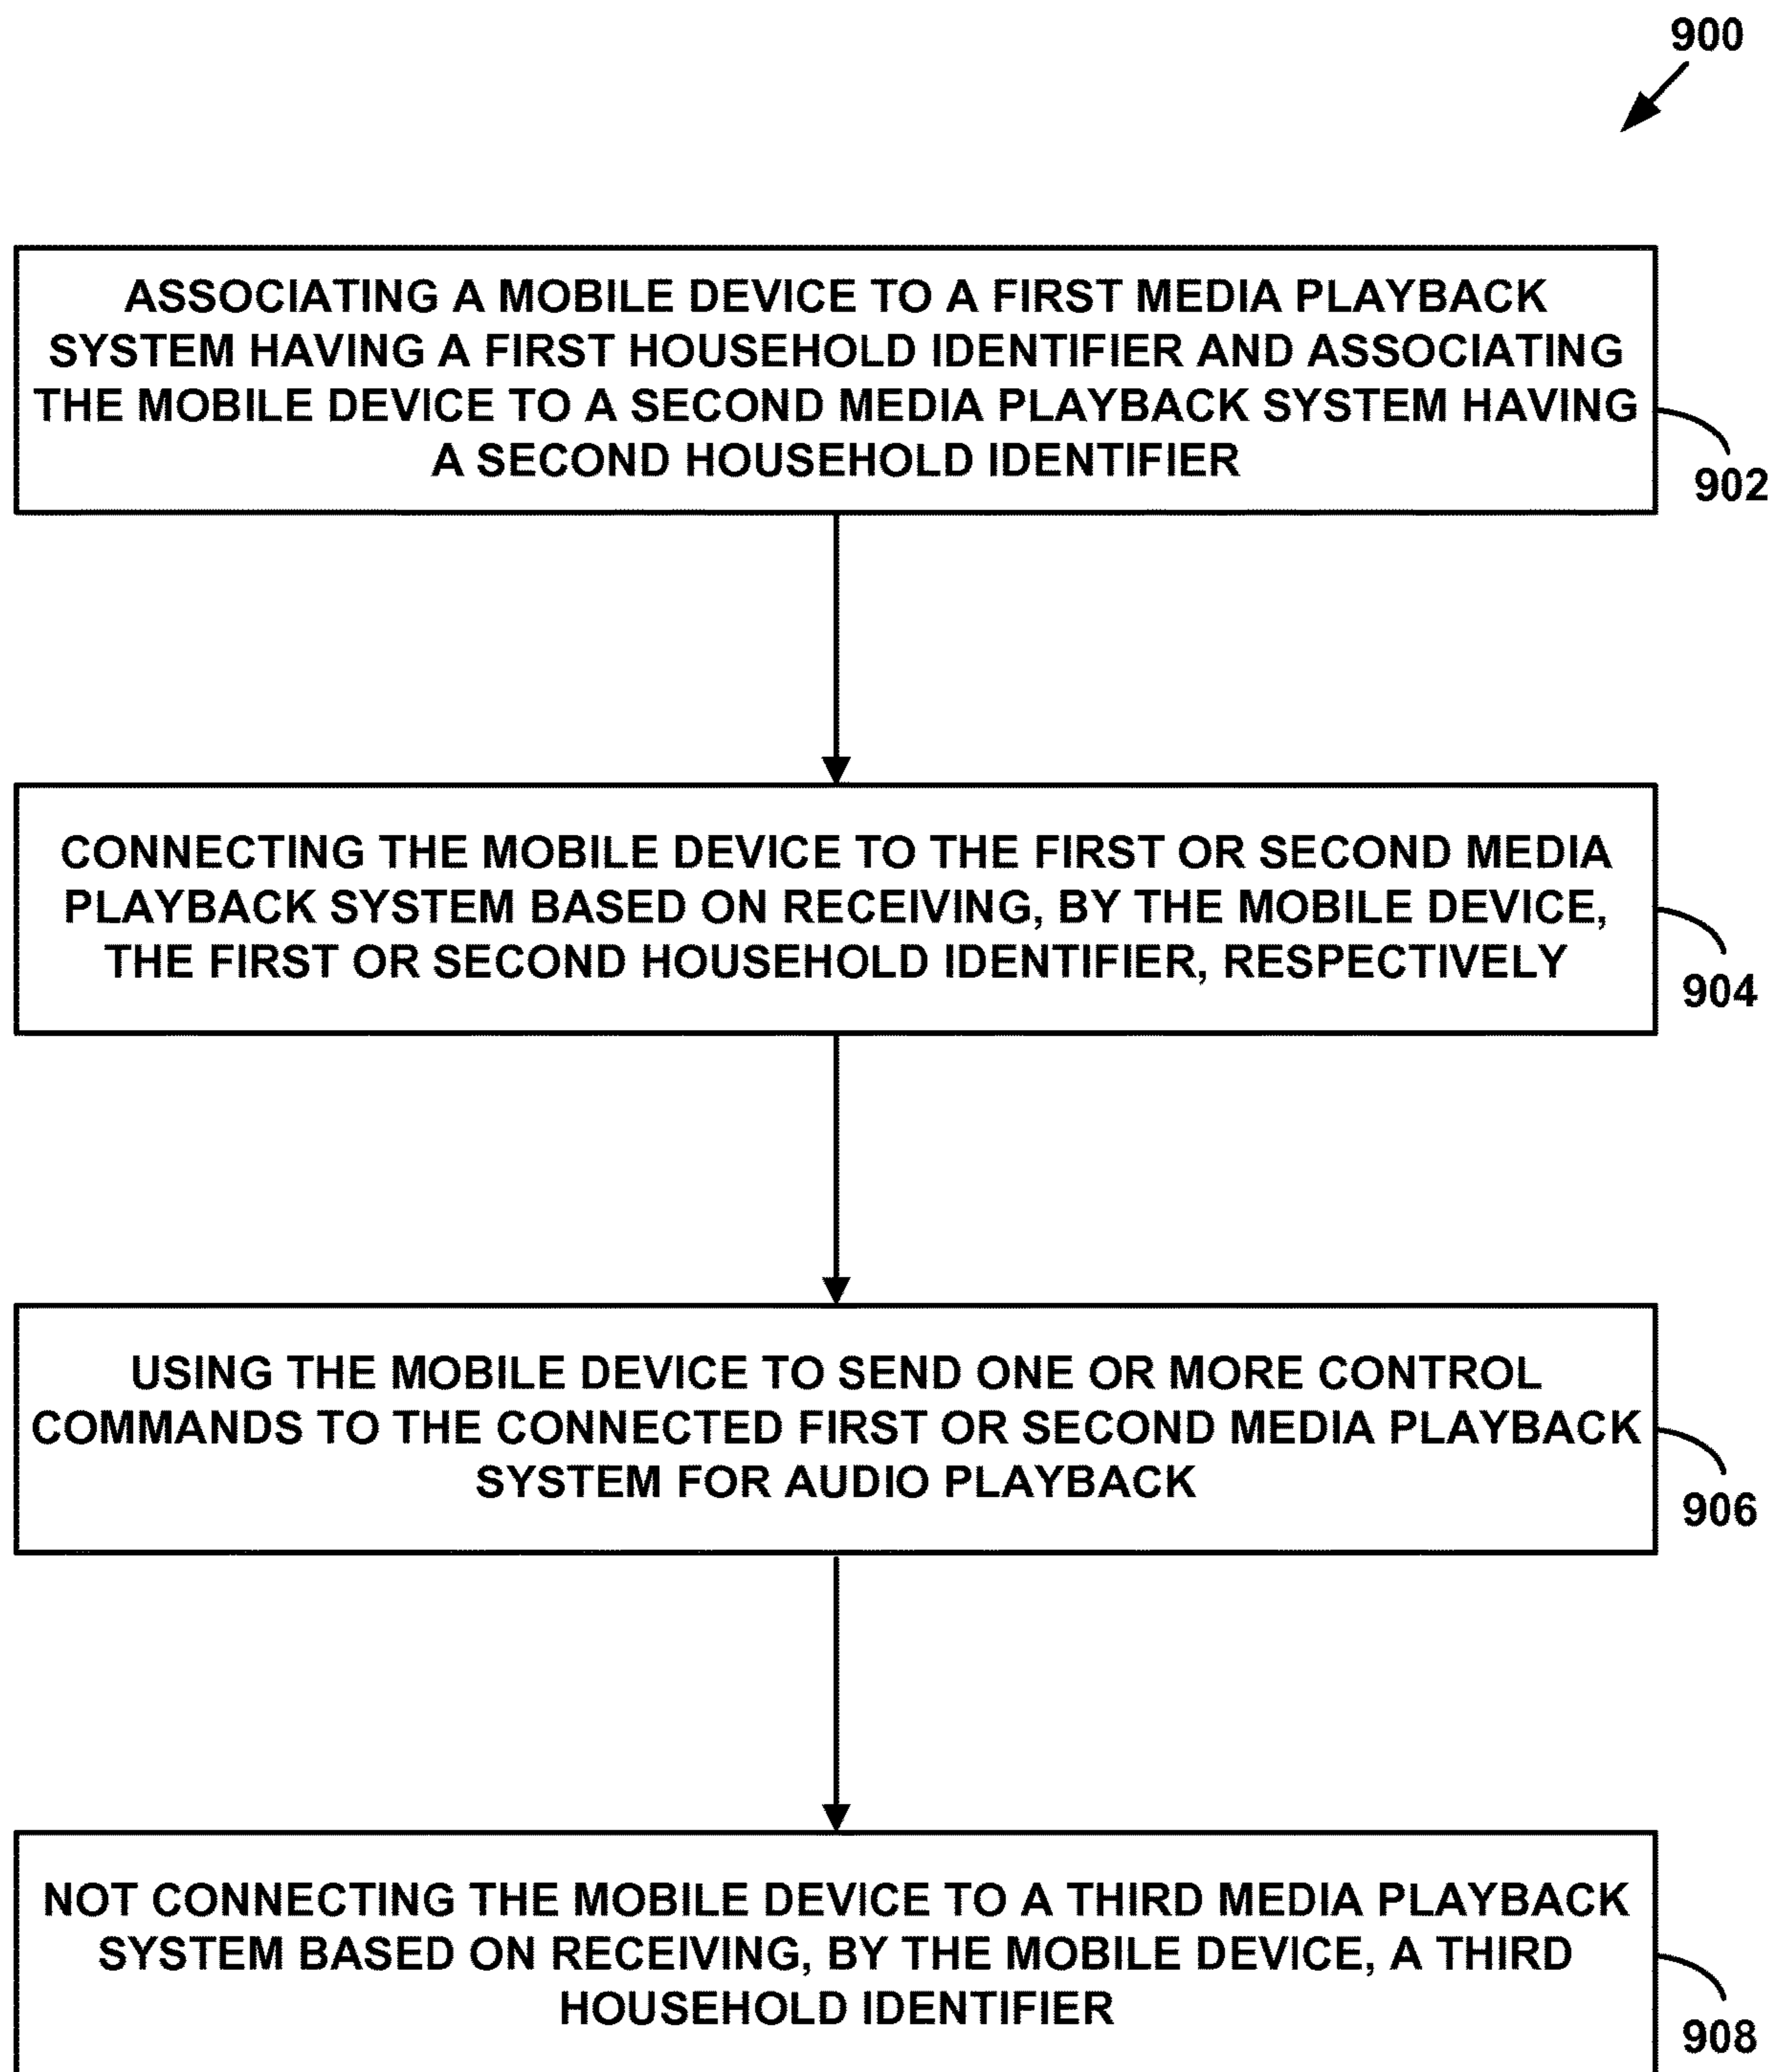 900
ASSOCIATING A MOBILE DEVICE TO A FIRST MEDIA PLAYBACK
SYSTEM HAVING A FIRST HOUSEHOLD IDENTIFIER AND ASSOCIATING
THE MOBILE DEVICE TO A SECOND MEDIA PLAYBACK SYSTEM HAVING
A SECOND HOUSEHOLD IDENTIFIER
902
CONNECTING THE MOBILE DEVICE TO THE FIRST OR SECOND MEDIA
PLAYBACK SYSTEM BASED ON RECEIVING, BY THE MOBILE DEVICE,
THE FIRST OR SECOND HOUSEHOLD IDENTIFIER, RESPECTIVELY
904
USING THE MOBILE DEVICE TO SEND ONE OR MORE CONTROL
COMMANDS TO THE CONNECTED FIRST OR SECOND MEDIA PLAYBACK
SYSTEM FOR AUDIO PLAYBACK
906
NOT CONNECTING THE MOBILE DEVICE TO A THIRD MEDIA PLAYBACK
SYSTEM BASED ON RECEIVING, BY THE MOBILE DEVICE, A THIRD
HOUSEHOLD IDENTIFIER
908